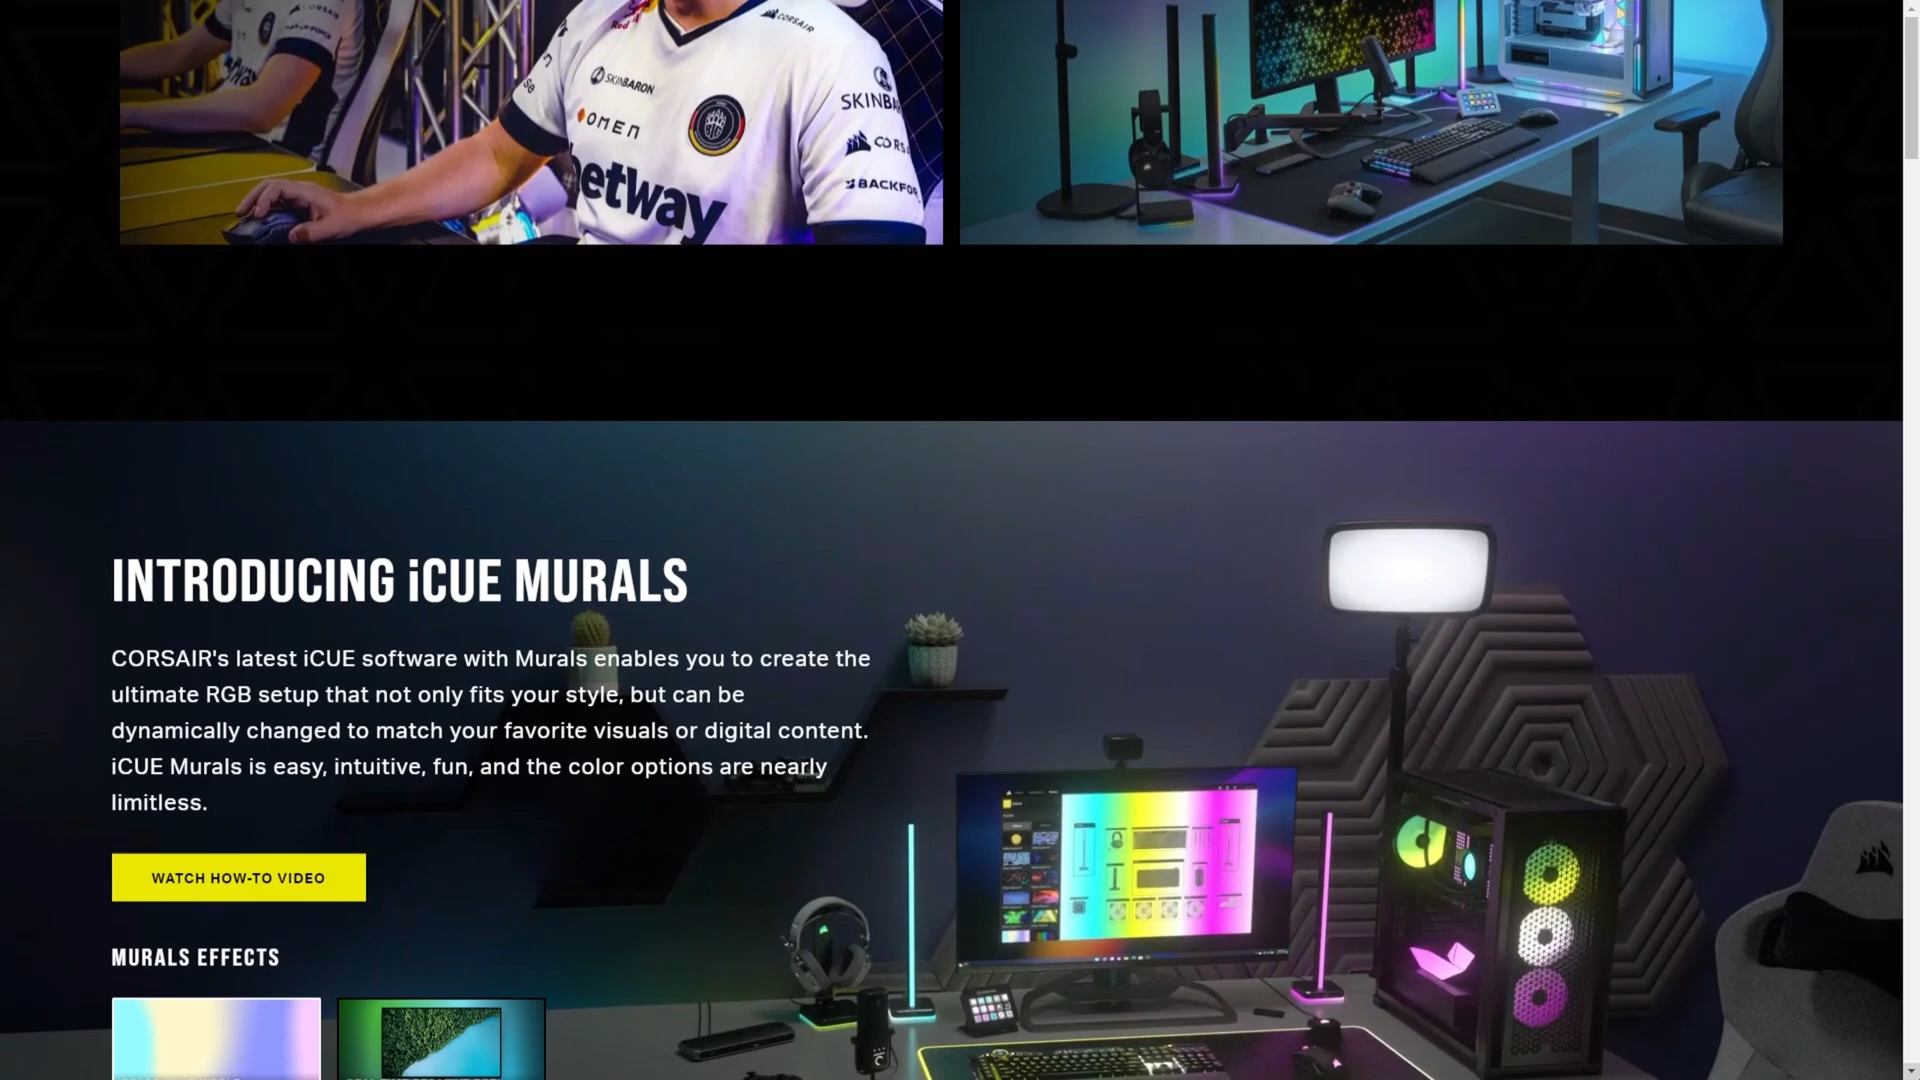 CORSAIR
SKINBARON
OMEN
SKINBA
CORS
BACKFOR
betway
INTRODUCING iCUE MURALS
CORSAIR's latest iCUE software with Murals enables you to create the
ultimate RGB setup that not only fits your style, but can be
dynamically changed to match your favorite visuals or digital content.
iCUE Murals is easy, intuitive, fun, and the color options are nearly
limitless.
WATCH HOW-TO VIDEO
MURALS EFFECTS